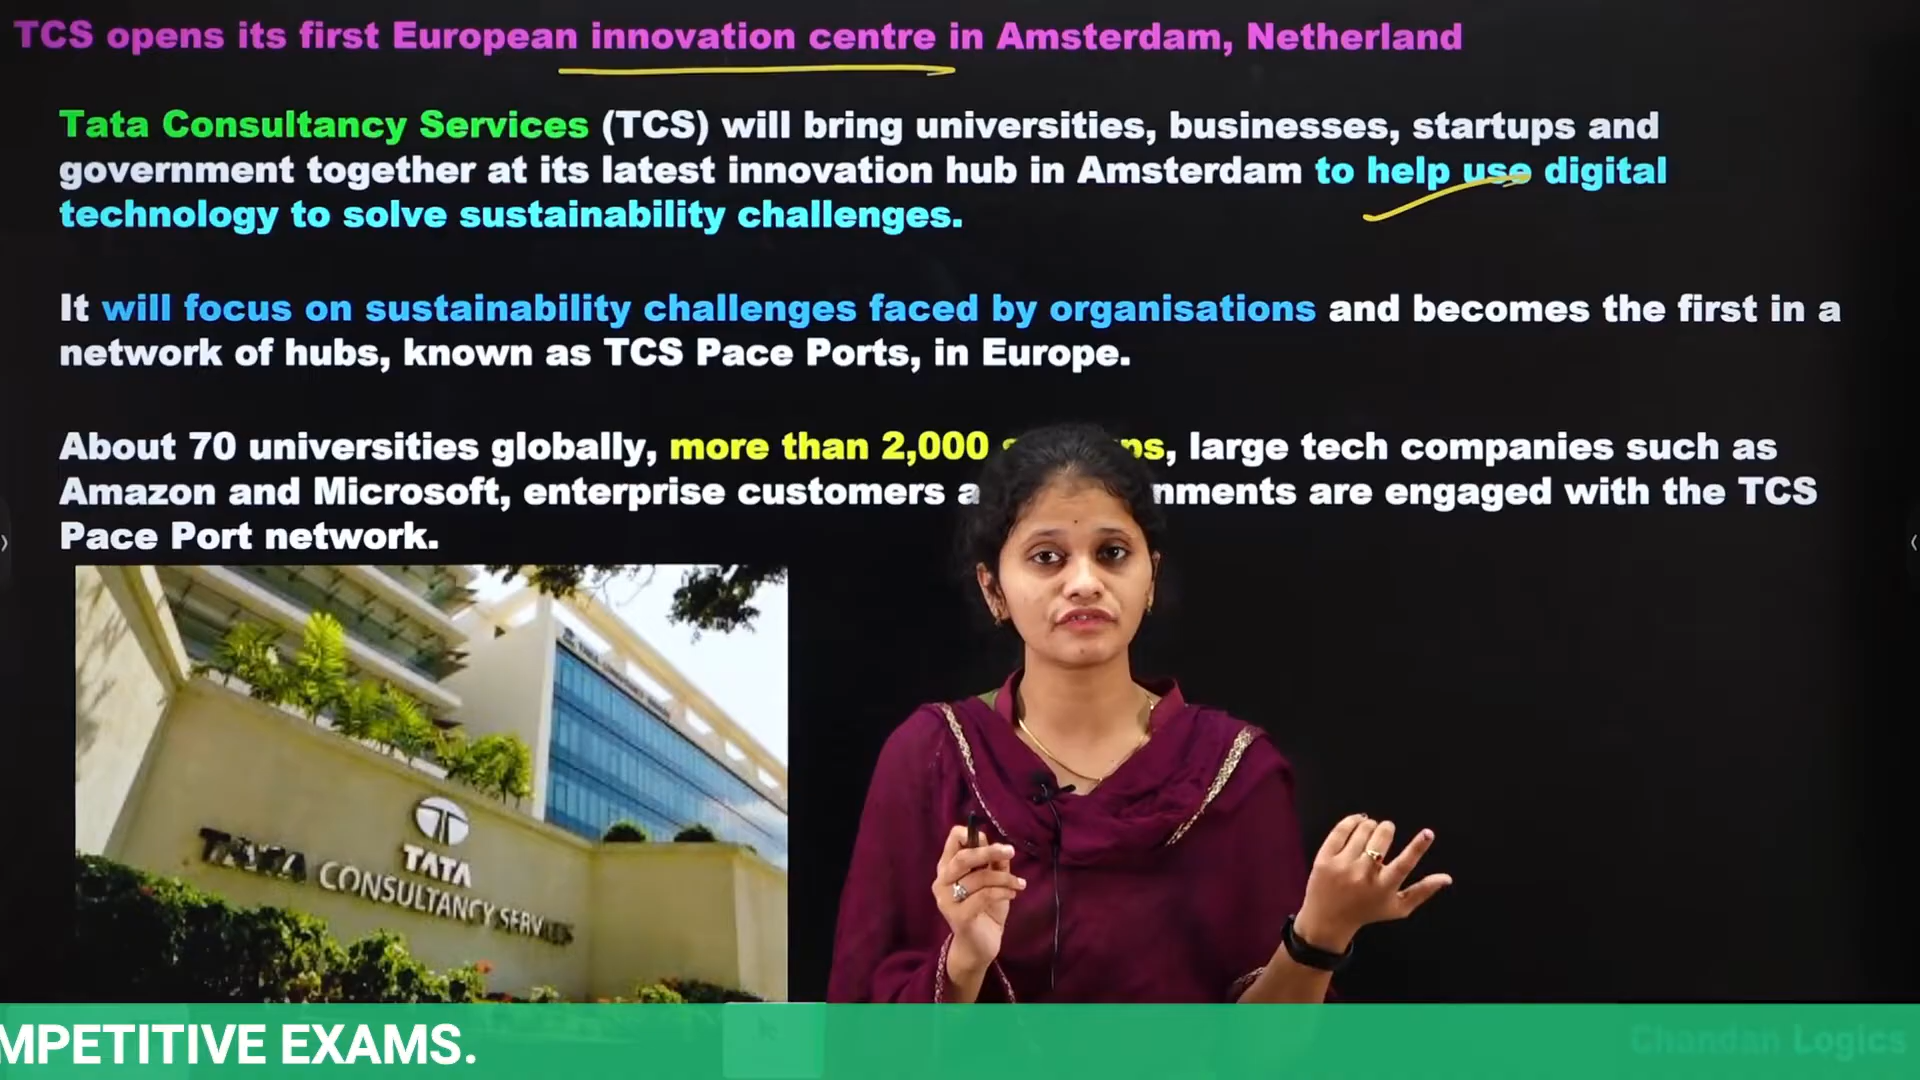 TCS opens its first European innovation centre in Amsterdam, Netherland
Tata Consultancy Services (TCS) will bring universities, businesses, startups and
government together at its latest innovation hub in Amsterdam to help use digital
technology to solve sustainability challenges.
It will focus on sustainability challenges faced by organisations and becomes the first in a
network of hubs, known as TCS Pace Ports, in Europe.
About 70 universities globally, more than 2,000 ps, large tech companies such as
Amazon and Microsoft, enterprise customers a nments are engaged with the TCS
Pace Port network.
TATA
TATA CONSULTANCY SERVICES
MPETITIVE EXAMS.
Chandan Logics